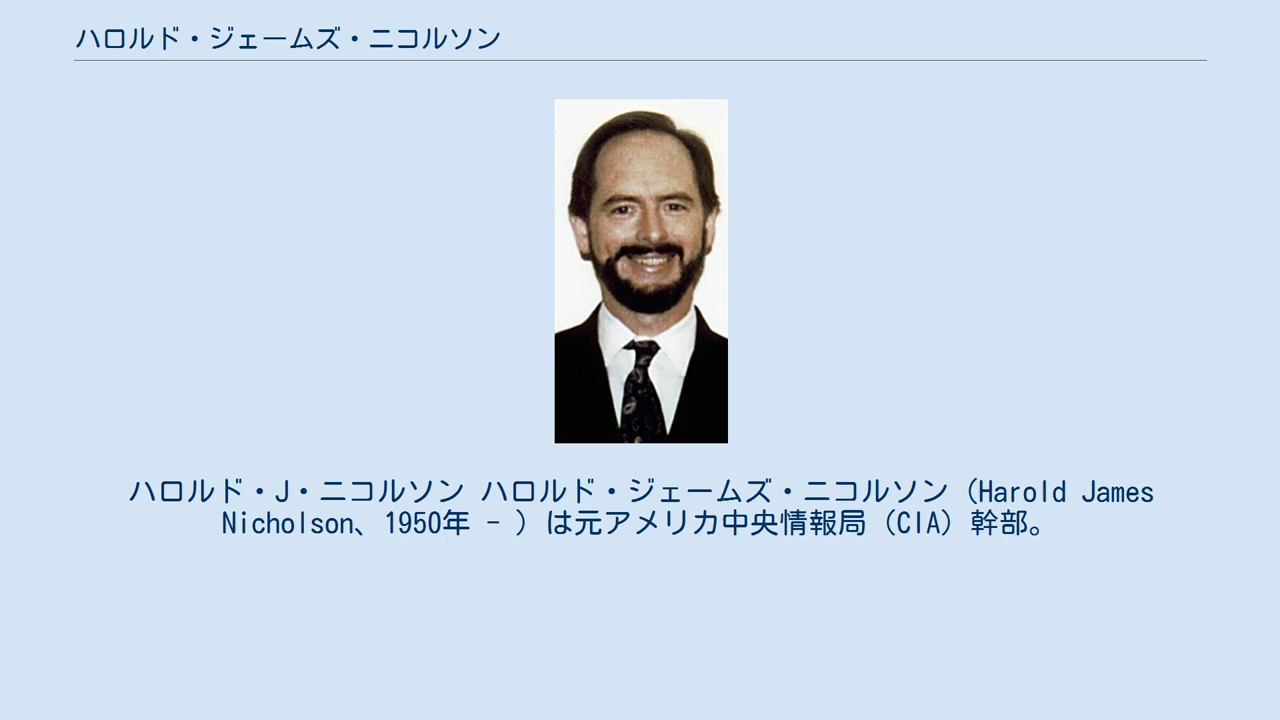 ハロルド・ジェームズ・ニコルソン
ハロルド・J・ニコルソン ハロルド・ジェームズ・ニコルソン（Harold James
Nicholson、1950年 - ）は元アメリカ中央情報局（CIA）幹部。